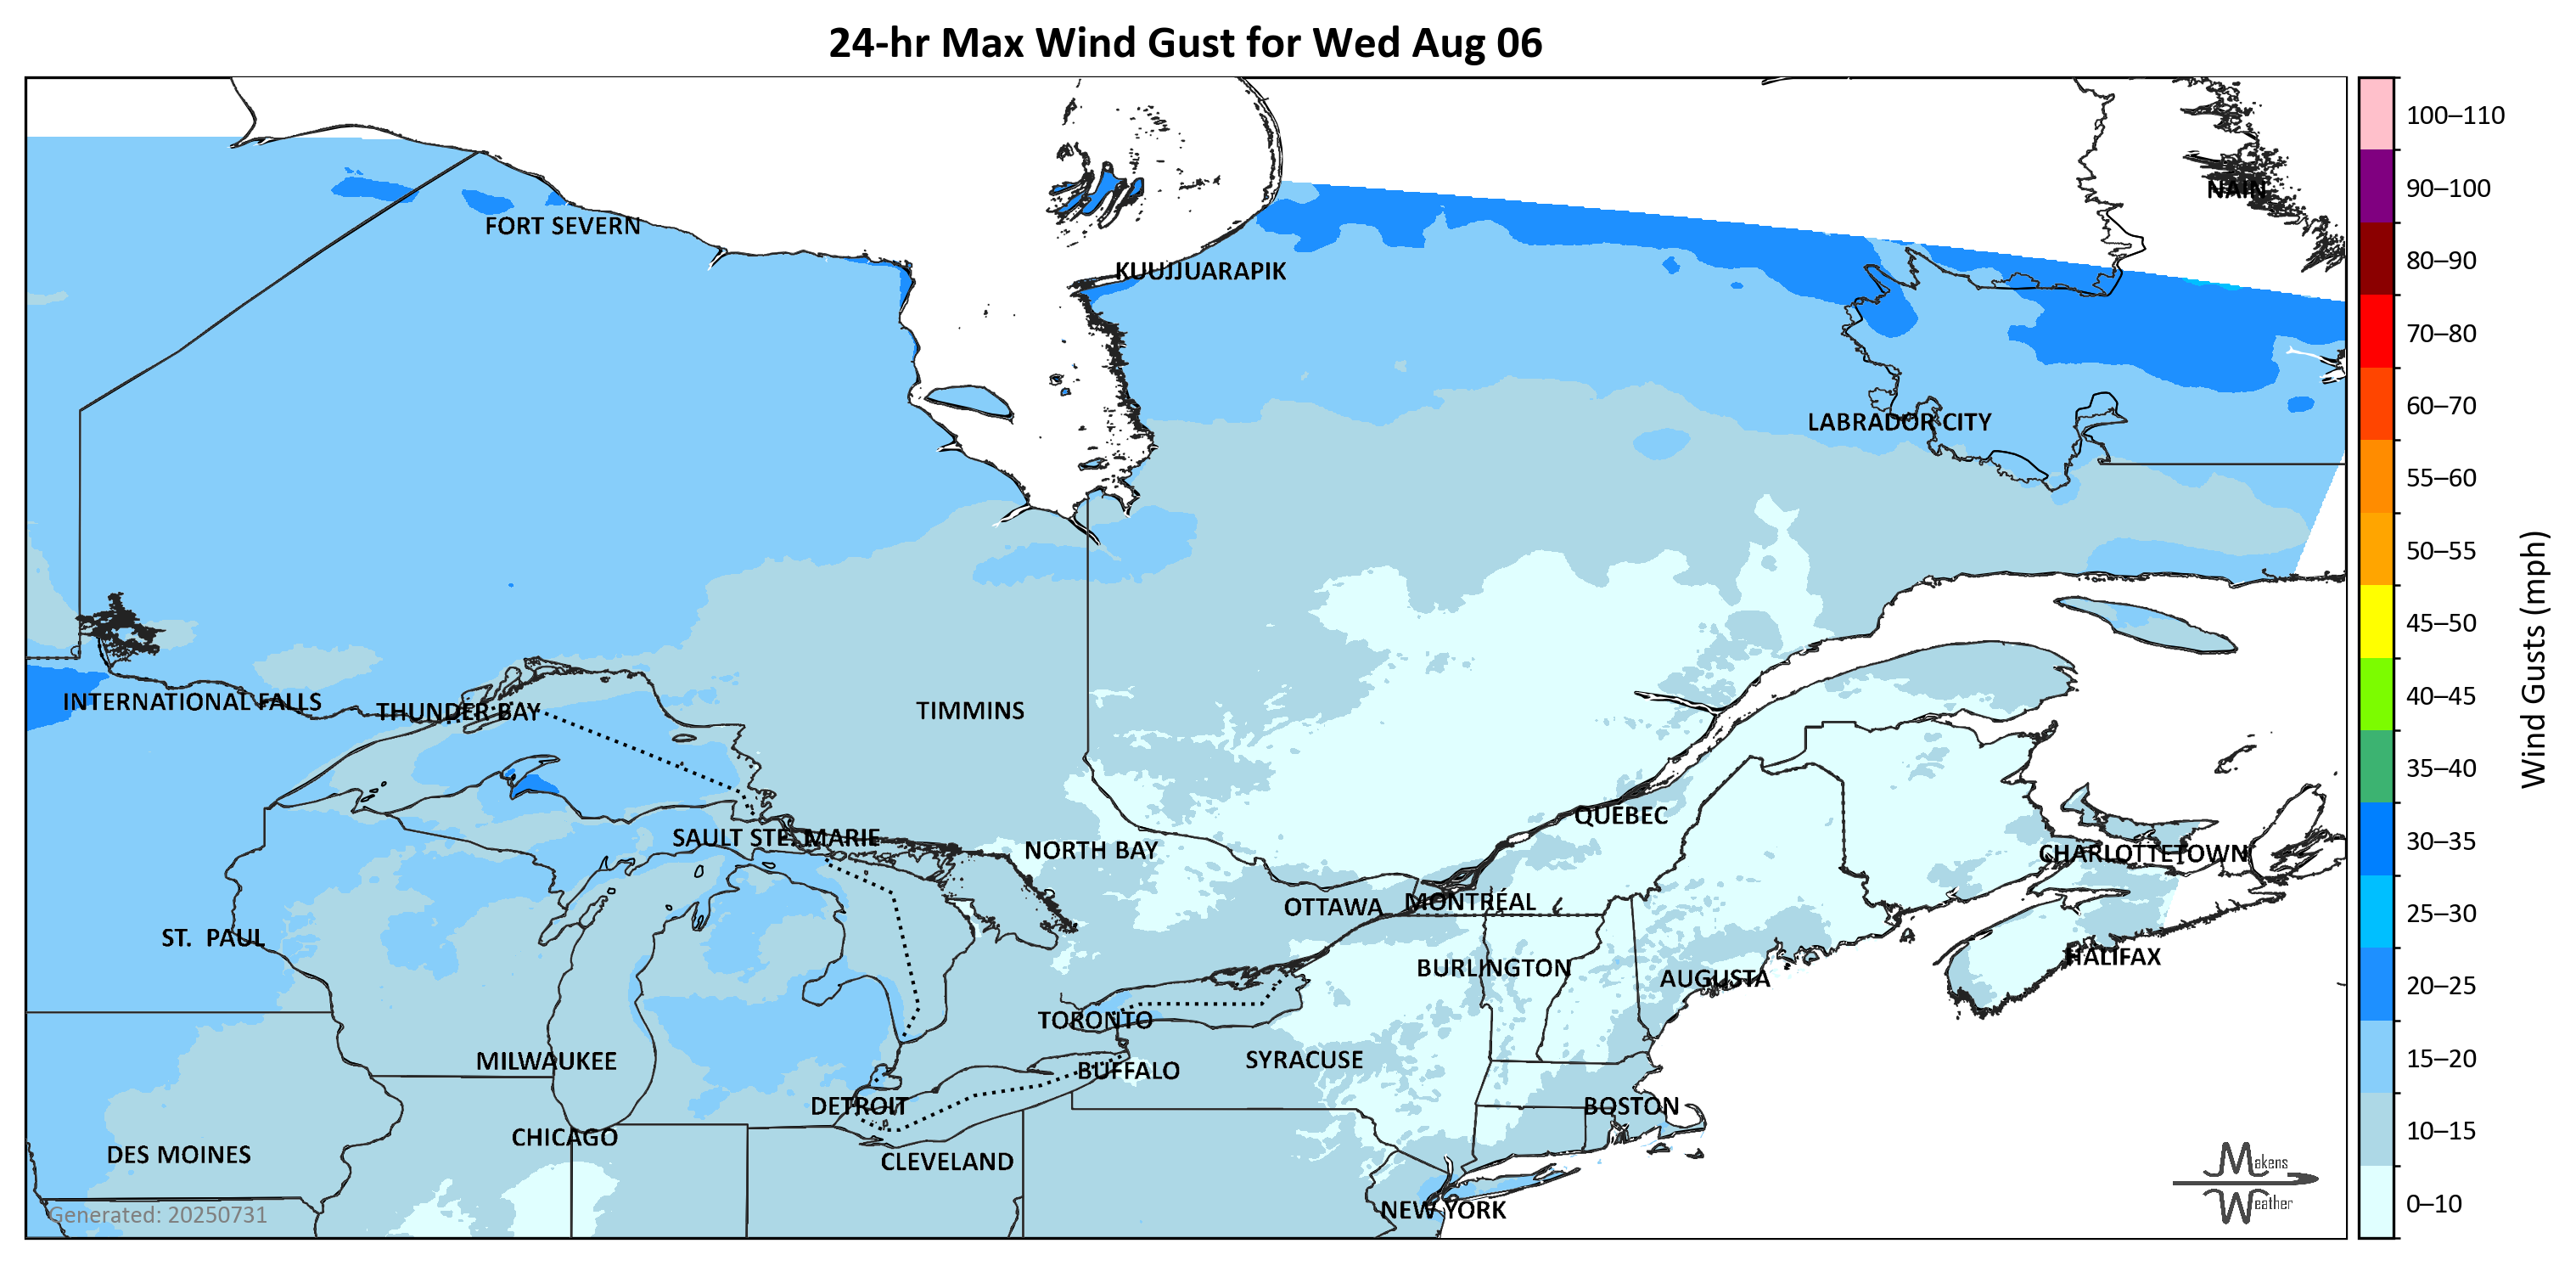 24-hr Max Wind Gust for Wed Aug 06
100–110
90–100
80–90
70–80
60–70
55–60
50–55
45–50
40–45
35–40
30–35
25–30
20–25
15–20
10–15
0–10
Wind Gusts (mph)
NAIN
FORT SEVERN
KUUJJUARAPIK
LABRADOR CITY
INTERNATIONAL FALLS
THUNDER BAY
TIMMINS
QUÉBEC
SAULT STE. MARIE
NORTH BAY
CHARLOTTETOWN
OTTAWA
MONTRÉAL
ST. PAUL
HALIFAX
BURLINGTON
AUGUSTA
TORONTO
MILWAUKEE
SYRACUSE
BUFFALO
DETROIT
BOSTON
CHICAGO
DES MOINES
CLEVELAND
NEW YORK
Makens
Weather
Generated: 20250731